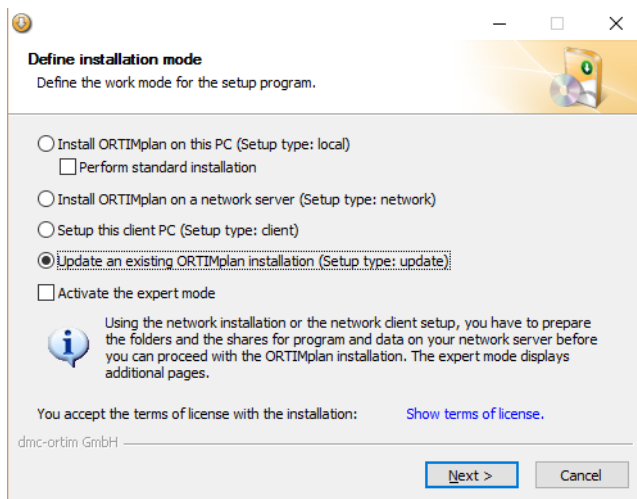 Define installation mode
Define the work mode for the setup program.
Install ORTIMplan on this PC (Setup type: local)
Perform standard installation
Install ORTIMplan on a network server (Setup type: network)
Setup this client PC (Setup type: client)
Update an existing ORTIMplan installation (Setup type: update)
Activate the expert mode
Using the network installation or the network client setup, you have to prepare
the folders and the shares for program and data on your network server before
you can proceed with the ORTIMplan installation. The expert mode displays
additional pages.
You accept the terms of license with the installation: Show terms of license.
dmc-ortim GmbH
Next > Cancel